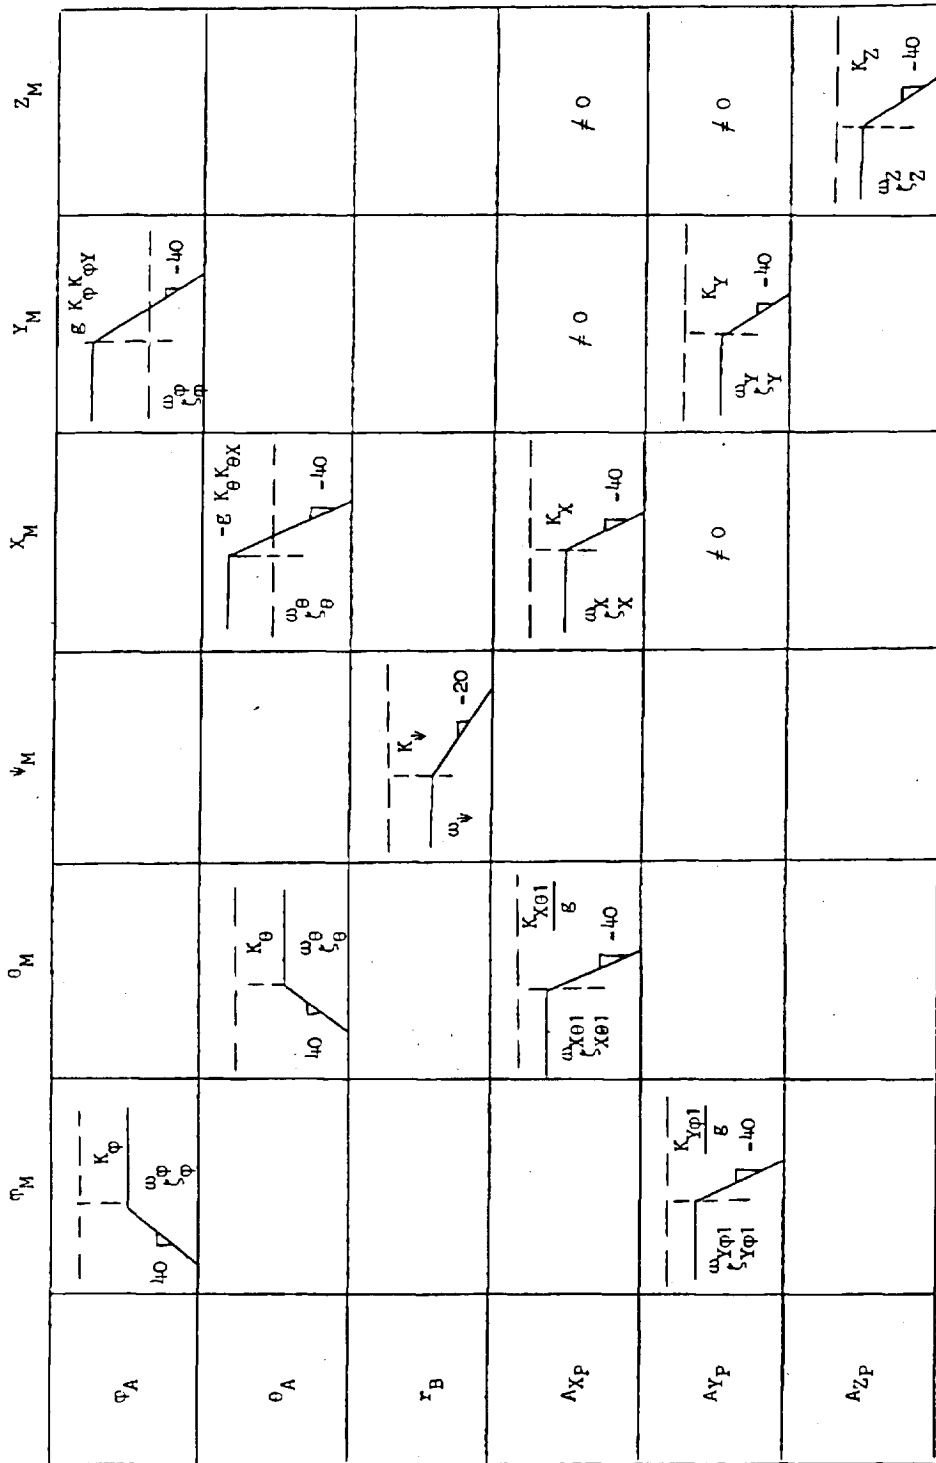 φ_M θ_M ψ_M X_M Y_M Z_M
φ_A
40
K_φ
ω_φ
ζ_φ
g K_φ K_φY
ω_φ
ζ_φ
-40
θ_A
40
K_θ
ω_θ
ζ_θ
-g K_θ K_θX
ω_θ
ζ_θ
-40
r_B
ω_ψ
K_ψ
-20
A_XP
ω_Xθ1
ζ_Xθ1
K_Xθ1
g
-40
ω_X
ζ_X
K_X
-40
≠ 0
≠ 0
A_YP
ω_Yφ1
ζ_Yφ1
K_Yφ1
g
-40
≠ 0
ω_Y
ζ_Y
K_Y
-40
≠ 0
A_ZP
ω_Z
ζ_Z
K_Z
-40